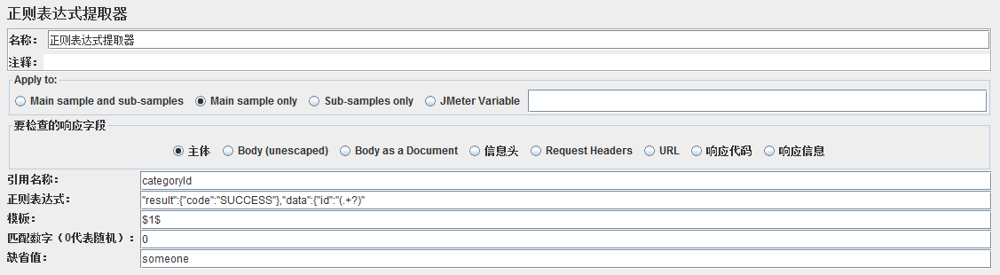 正则表达式提取器
名称： 正则表达式提取器
注释：
Apply to:
Main sample and sub-samples Main sample only Sub-samples only JMeter Variable
要检查的响应字段
主体 Body (unescaped) Body as a Document 信息头 Request Headers URL 响应代码 响应信息
引用名称： categoryId
正则表达式： "result":{"code":"SUCCESS"},"data":{"id":"(.+?)"
模板： $1$
匹配数字（0代表随机）： 0
缺省值： someone